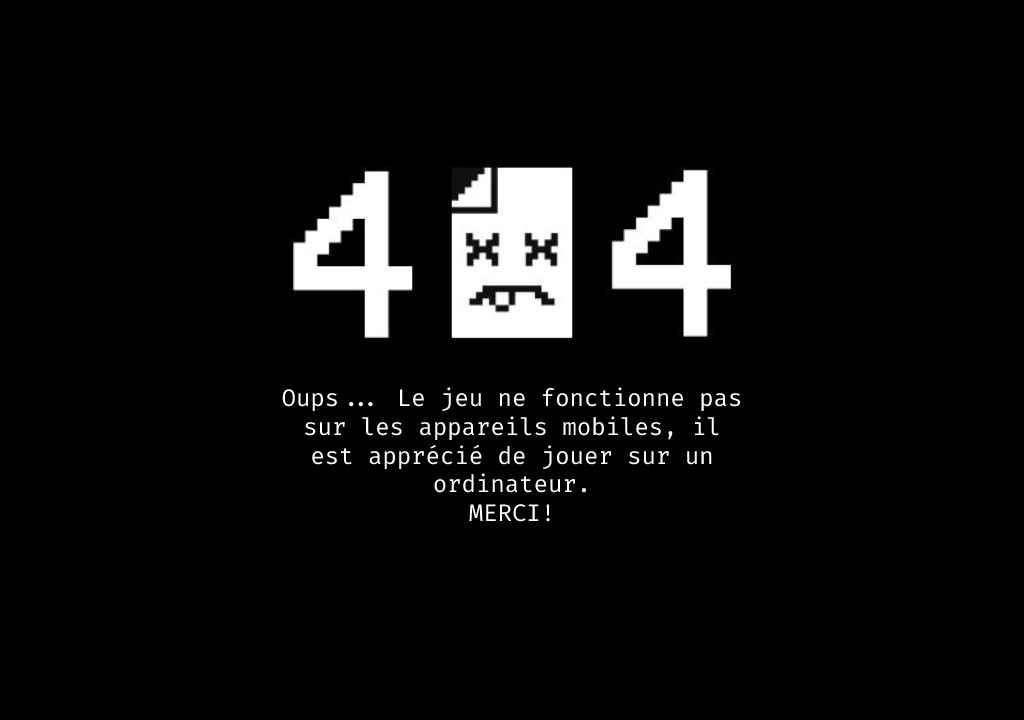 4 4
Oups... Le jeu ne fonctionne pas
sur les appareils mobiles, il
est apprécié de jouer sur un
ordinateur.
MERCI!